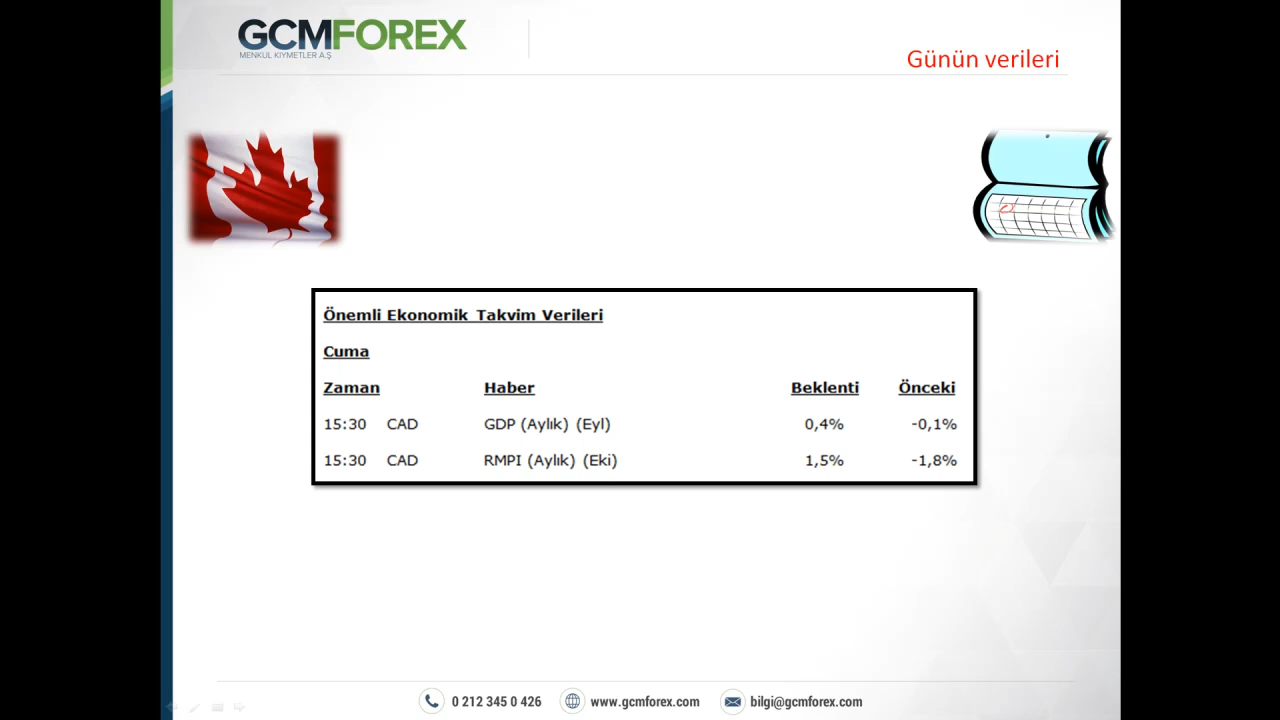 GCMFOREX
MENKUL KIYMETLER A.Ş
Günün verileri
Önemli Ekonomik Takvim Verileri
Cuma
Zaman Haber Beklenti Önceki
15:30 CAD GDP (Aylık) (Eyl) 0,4% -0,1%
15:30 CAD RMPI (Aylık) (Eki) 1,5% -1,8%
0 212 345 0 426 www.gcmforex.com bilgi@gcmforex.com